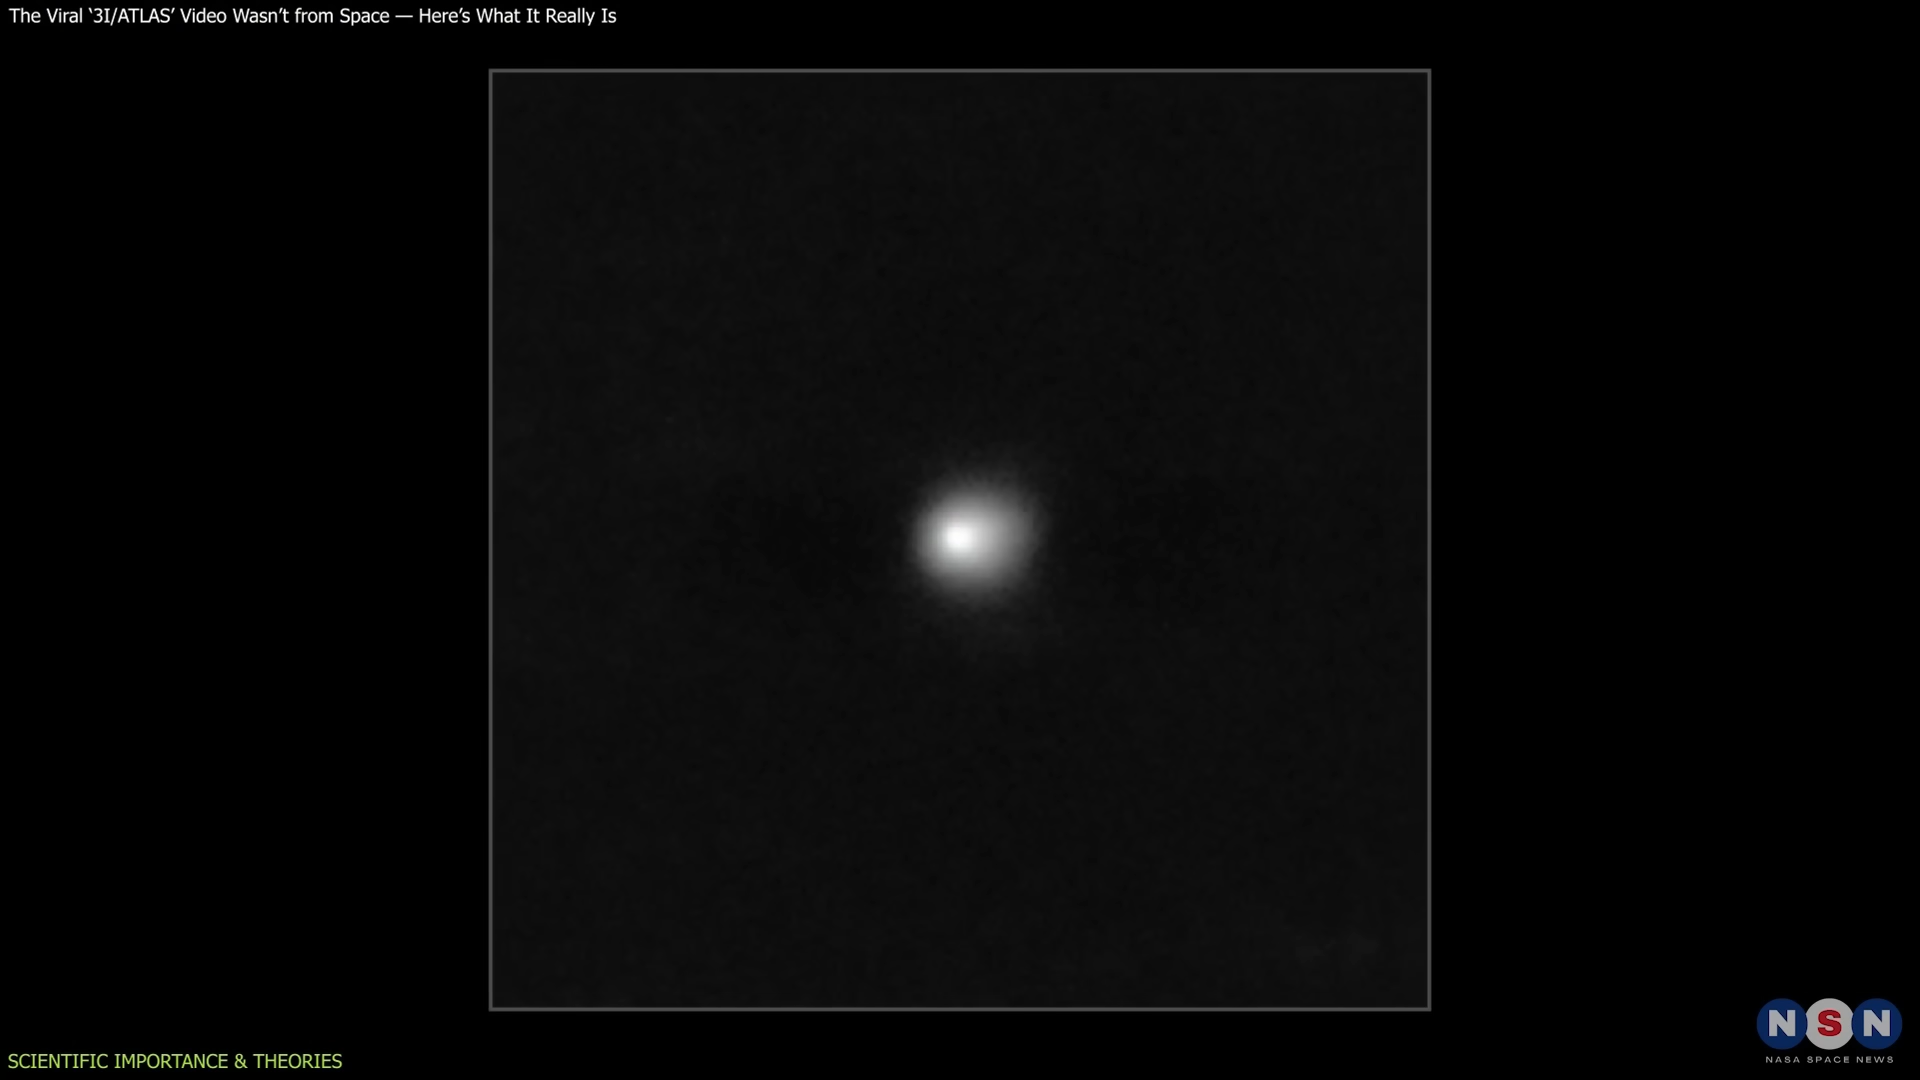 The Viral ‘3I/ATLAS’ Video Wasn’t from Space — Here’s What It Really Is
SCIENTIFIC IMPORTANCE & THEORIES
NSN
NASA SPACE NEWS